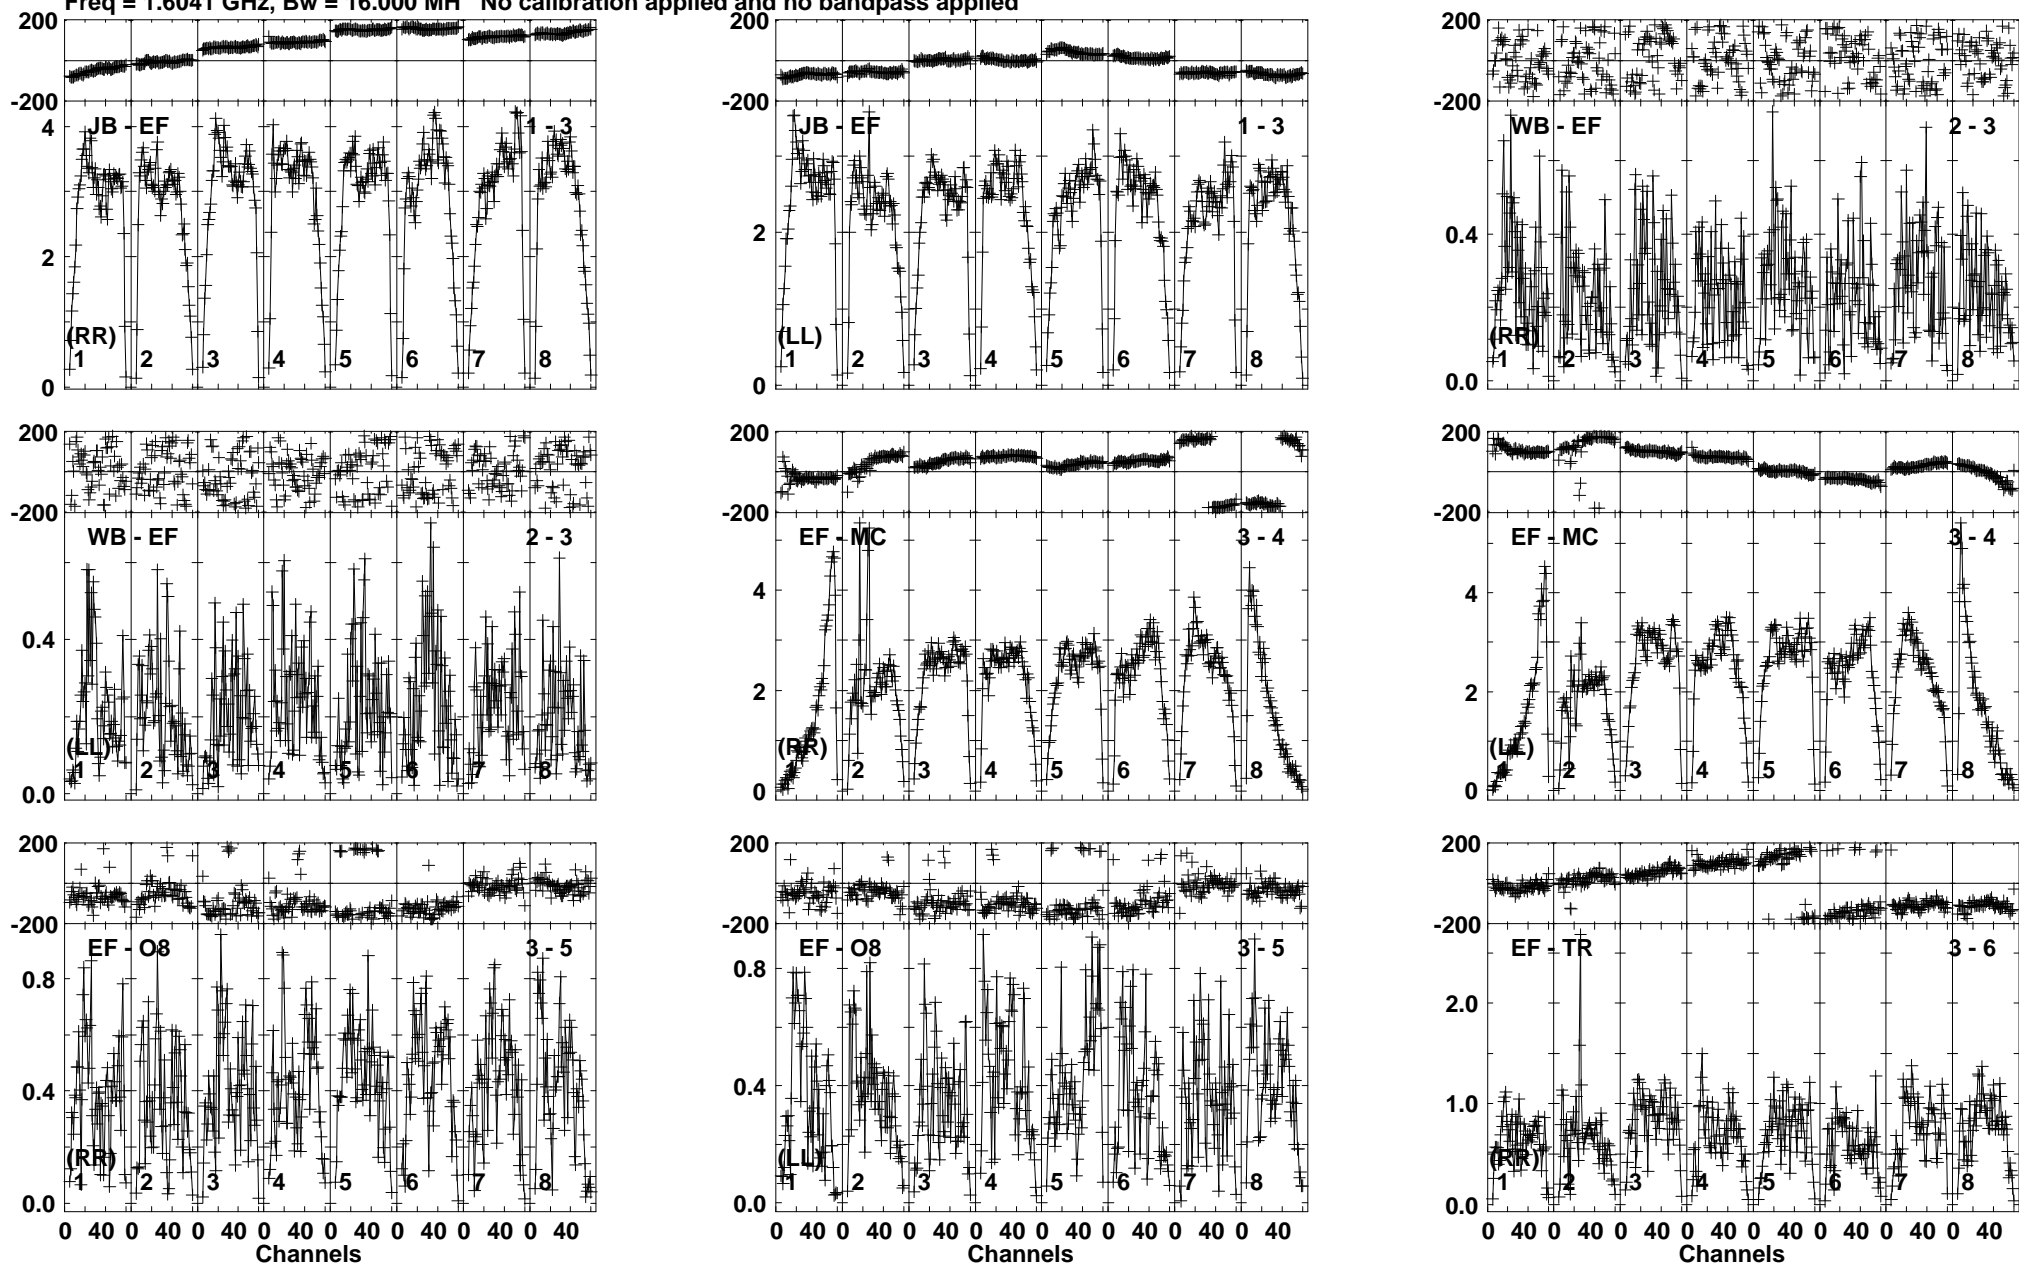 Freq = 1.6041 GHz, Bw = 16.000 MH No calibration applied and no bandpass applied
200 200 200
-200 -200 -200
JB - EF 1 - 3 JB - EF 1 - 3 WB - EF 2 - 3
4
2 2 0.4
(RR) (LL) (RR)
1 2 3 4 5 6 7 8 1 2 3 4 5 6 7 8 1 2 3 4 5 6 7 8
0 0 0.0
200 200 200
-200 -200 -200
WB - EF 2 - 3 EF - MC 3 - 4 EF - MC 3 - 4
4 4
0.4 2 2
(LL) (RR) (LL)
1 2 3 4 5 6 7 8 1 2 3 4 5 6 7 8 1 2 3 4 5 6 7 8
0.0 0 0
200 200 200
-200 -200 -200
EF - O8 3 - 5 EF - O8 3 - 5 EF - TR 3 - 6
0.8 0.8 2.0
0.4 0.4 1.0
(RR) (LL) (RR)
1 2 3 4 5 6 7 8 1 2 3 4 5 6 7 8 1 2 3 4 5 6 7 8
0.0 0.0 0.0
0 40 0 40 0 40 0 40 0 40 0 40 0 40 0 40 0 40 0 40 0 40 0 40 0 40 0 40 0 40 0 40 0 40 0 40 0 40 0 40 0 40 0 40 0 40 0 40
Channels Channels Channels